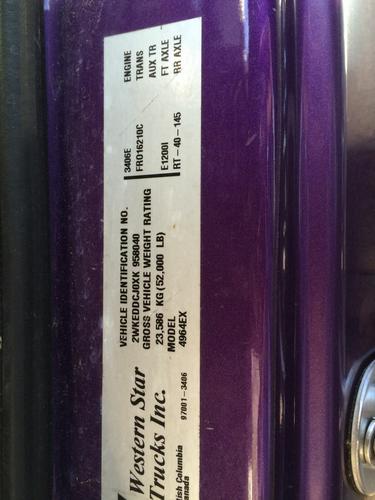 Western Star
Trucks Inc.
Columbia
97001-3406
VEHICLE IDENTIFICATION NO.
2WKEDDCJ0XK 958040
GROSS VEHICLE WEIGHT RATING
23,586 KG (52,000 LB)
MODEL
4964EX
3406E ENGINE
FRO16210C TRANS
AUX TR
E1200I FT AXLE
RT-40-145 RR AXLE